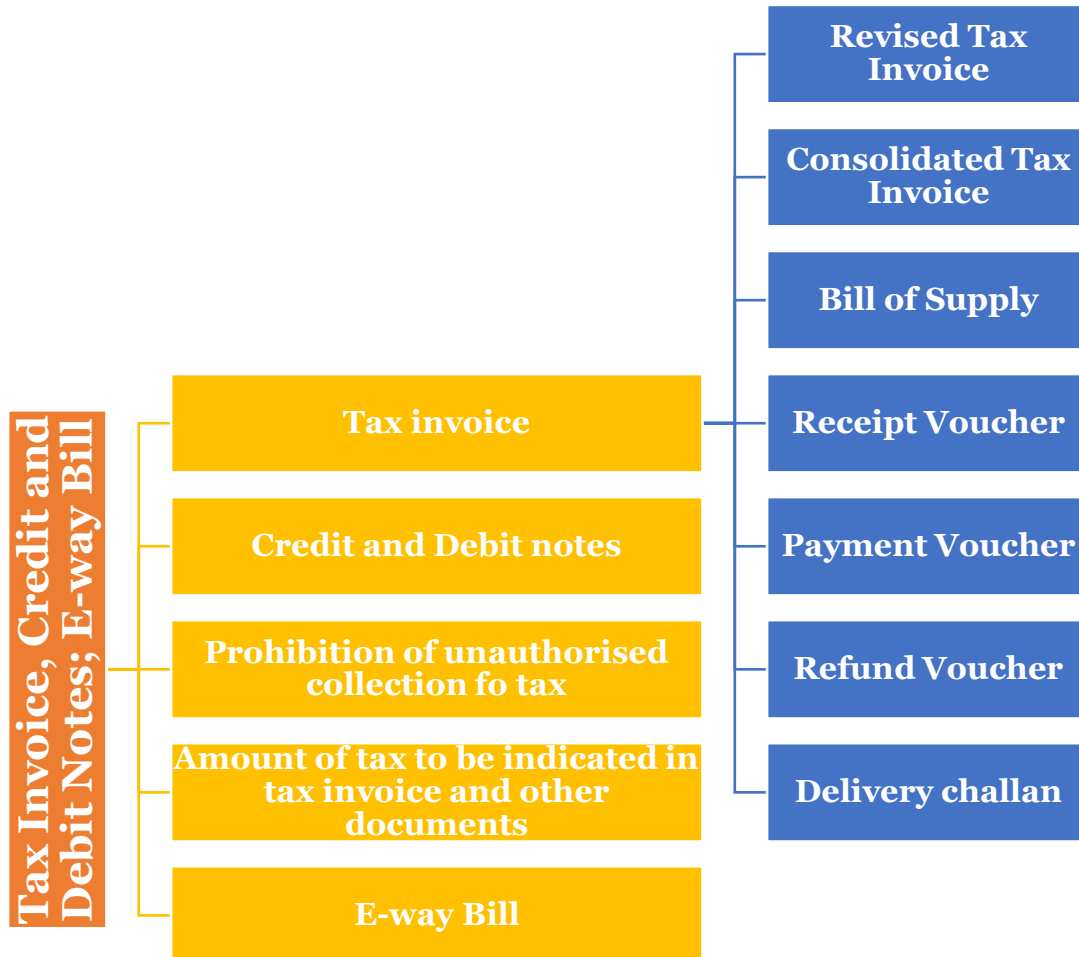 Tax Invoice, Credit and
Debit Notes; E-way Bill
Tax invoice
Credit and Debit notes
Prohibition of unauthorised
collection fo tax
Amount of tax to be indicated in
tax invoice and other
documents
E-way Bill
Revised Tax
Invoice
Consolidated Tax
Invoice
Bill of Supply
Receipt Voucher
Payment Voucher
Refund Voucher
Delivery challan